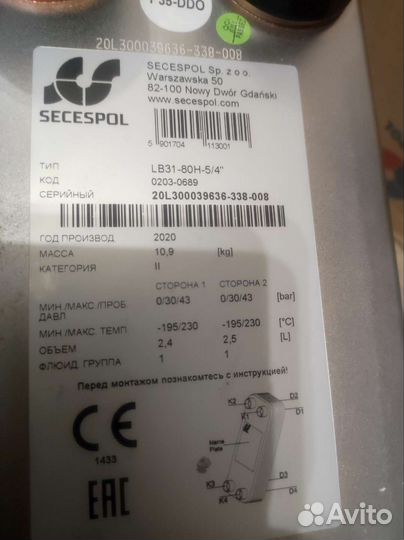 P35-DDO
20L300039636-338-008
SECESPOL
SECESPOL Sp. z o.o.
Warszawska 50
82-100 Nowy Dwór Gdański
www.secespol.com
5 901704 113001
ТИП LB31-80H-5/4"
КОД 0203-0689
СЕРИЙНЫЙ 20L300039636-338-008
ГОД ПРОИЗВОД 2020
МАССА 10,9 [kg]
КАТЕГОРИЯ II
СТОРОНА 1 СТОРОНА 2
МИН /МАКС /ПРОБ 0/30/43 0/30/43 [bar]
ДАВЛ.
МИН /МАКС. ТЕМП -195/230 -195/230 [°C]
ОБЪЕМ 2,4 2,5 [L]
ФЛЮИД. ГРУППА 1 1
Перед монтажом познакомтесь с инструкцией!
CE
1433
EAC
K2 D2
K1 D1
Name
Plate
K3 D3
K4 D4
Avito